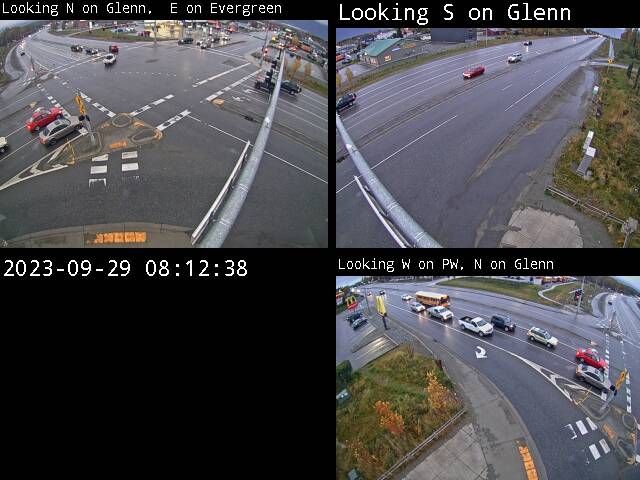 Looking N on Glenn,  E on Evergreen
Looking S on Glenn
2023-09-29 08:12:38
Looking W on PW, N on Glenn